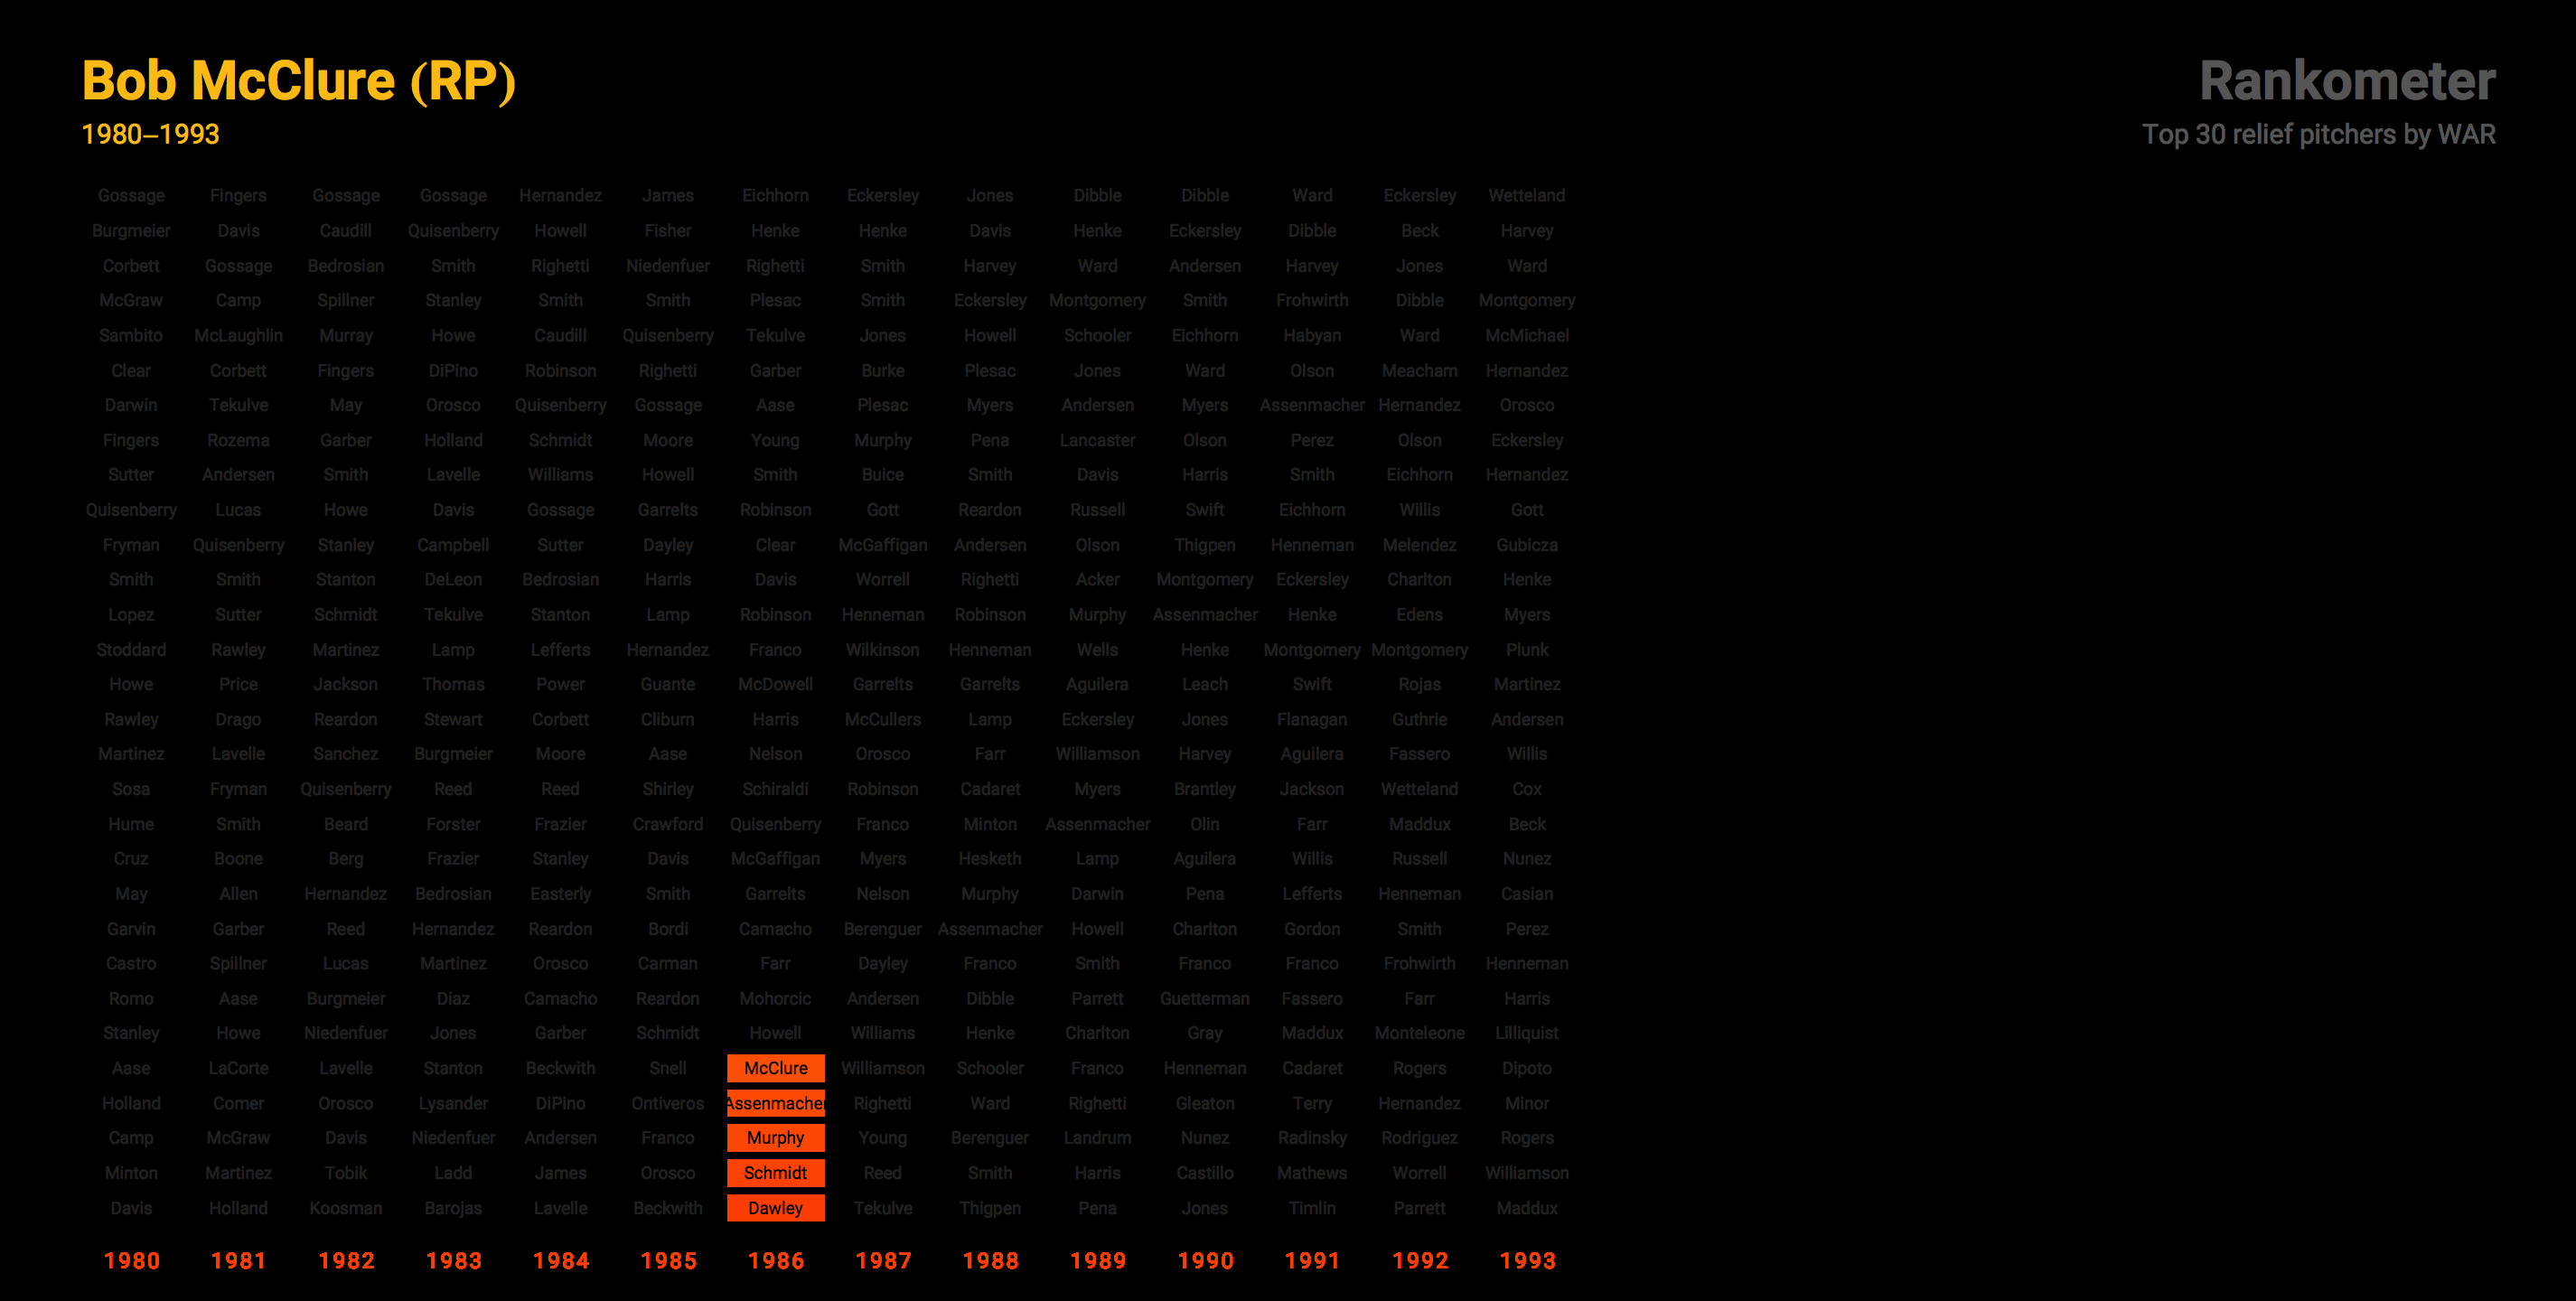 Bob McClure (RP)
1980–1993
Rankometer
Top 30 relief pitchers by WAR
Gossage Fingers Gossage Gossage Hernandez James Eichhorn Eckersley Jones Dibble Dibble Ward Eckersley Wetteland
Burgmeier Davis Caudill Quisenberry Howell Fisher Henke Henke Davis Henke Eckersley Dibble Beck Harvey
Corbett Gossage Bedrosian Smith Righetti Niedenfuer Righetti Smith Harvey Ward Andersen Harvey Jones Ward
McGraw Camp Spillner Stanley Smith Smith Plesac Smith Eckersley Montgomery Smith Frohwirth Dibble Montgomery
Sambito McLaughlin Murray Howe Caudill Quisenberry Tekulve Jones Howell Schooler Eichhorn Habyan Ward McMichael
Clear Corbett Fingers DiPino Robinson Righetti Garber Burke Plesac Jones Ward Olson Meacham Hernandez
Darwin Tekulve May Orosco Quisenberry Gossage Aase Plesac Myers Andersen Myers Assenmacher Hernandez Orosco
Fingers Rozema Garber Holland Schmidt Moore Young Murphy Pena Lancaster Olson Perez Olson Eckersley
Sutter Andersen Smith Lavelle Williams Howell Smith Buice Smith Davis Harris Smith Eichhorn Hernandez
Quisenberry Lucas Howe Davis Gossage Garrelts Robinson Gott Reardon Russell Swift Eichhorn Willis Gott
Fryman Quisenberry Stanley Campbell Sutter Dayley Clear McGaffigan Andersen Olson Thigpen Henneman Melendez Gubicza
Smith Smith Stanton DeLeon Bedrosian Harris Davis Worrell Righetti Acker Montgomery Eckersley Charlton Henke
Lopez Sutter Schmidt Tekulve Stanton Lamp Robinson Henneman Robinson Murphy Assenmacher Henke Edens Myers
Stoddard Rawley Martinez Lamp Lefferts Hernandez Franco Wilkinson Henneman Wells Henke Montgomery Montgomery Plunk
Howe Price Jackson Thomas Power Guante McDowell Garrelts Garrelts Aguilera Leach Swift Rojas Martinez
Rawley Drago Reardon Stewart Corbett Cliburn Harris McCullers Lamp Eckersley Jones Flanagan Guthrie Andersen
Martinez Lavelle Sanchez Burgmeier Moore Aase Nelson Orosco Farr Williamson Harvey Aguilera Fassero Willis
Sosa Fryman Quisenberry Reed Reed Shirley Schiraldi Robinson Cadaret Myers Brantley Jackson Wetteland Cox
Hume Smith Beard Forster Frazier Crawford Quisenberry Franco Minton Assenmacher Olin Farr Maddux Beck
Cruz Boone Berg Frazier Stanley Davis McGaffigan Myers Hesketh Lamp Aguilera Willis Russell Nunez
May Allen Hernandez Bedrosian Easterly Smith Garrelts Nelson Murphy Darwin Pena Lefferts Henneman Casian
Garvin Garber Reed Hernandez Reardon Bordi Camacho Berenguer Assenmacher Howell Charlton Gordon Smith Perez
Castro Spillner Lucas Martinez Orosco Carman Farr Dayley Franco Smith Franco Franco Frohwirth Henneman
Romo Aase Burgmeier Diaz Camacho Reardon Mohorcic Andersen Dibble Parrett Guetterman Fassero Farr Harris
Stanley Howe Niedenfuer Jones Garber Schmidt Howell Williams Henke Charlton Gray Maddux Monteleone Lilliquist
Aase LaCorte Lavelle Stanton Beckwith Snell McClure Williamson Schooler Franco Henneman Cadaret Rogers Dipoto
Holland Comer Orosco Lysander DiPino Ontiveros Assenmacher Righetti Ward Righetti Gleaton Terry Hernandez Minor
Camp McGraw Davis Niedenfuer Andersen Franco Murphy Young Berenguer Landrum Nunez Radinsky Rodriguez Rogers
Minton Martinez Tobik Ladd James Orosco Schmidt Reed Smith Harris Castillo Mathews Worrell Williamson
Davis Holland Koosman Barojas Lavelle Beckwith Dawley Tekulve Thigpen Pena Jones Timlin Parrett Maddux
1980 1981 1982 1983 1984 1985 1986 1987 1988 1989 1990 1991 1992 1993